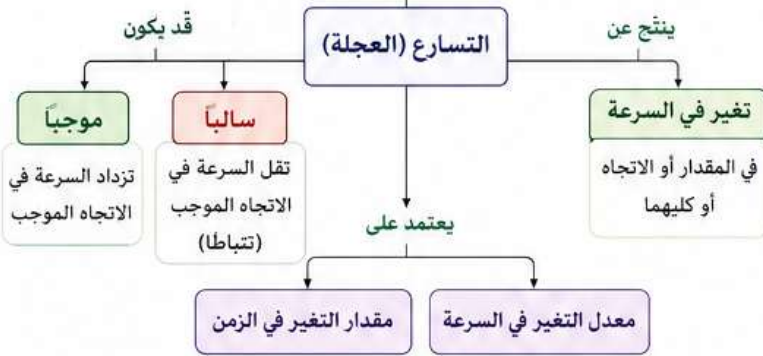 التسارع (العجلة)
ينتج عن
تغير في السرعة
في المقدار أو الاتجاه
أو كليهما
قد يكون
سالباً
تقل السرعة في
الاتجاه الموجب
(تتباطأ)
موجباً
تزداد السرعة في
الاتجاه الموجب
يعتمد على
معدل التغير في السرعة
مقدار التغير في الزمن